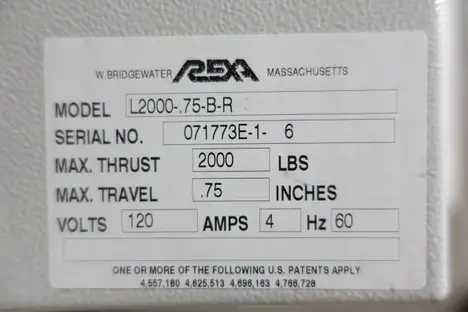 W. BRIDGEWATER REXA MASSACHUSETTS
MODEL L2000-.75-B-R
SERIAL NO. 071773E-1- 6
MAX. THRUST 2000 LBS
MAX. TRAVEL .75 INCHES
VOLTS 120 AMPS 4 Hz 60
ONE OR MORE OF THE FOLLOWING U.S. PATENTS APPLY
4,557,180 4,625,513 4,696,163 4,766,728